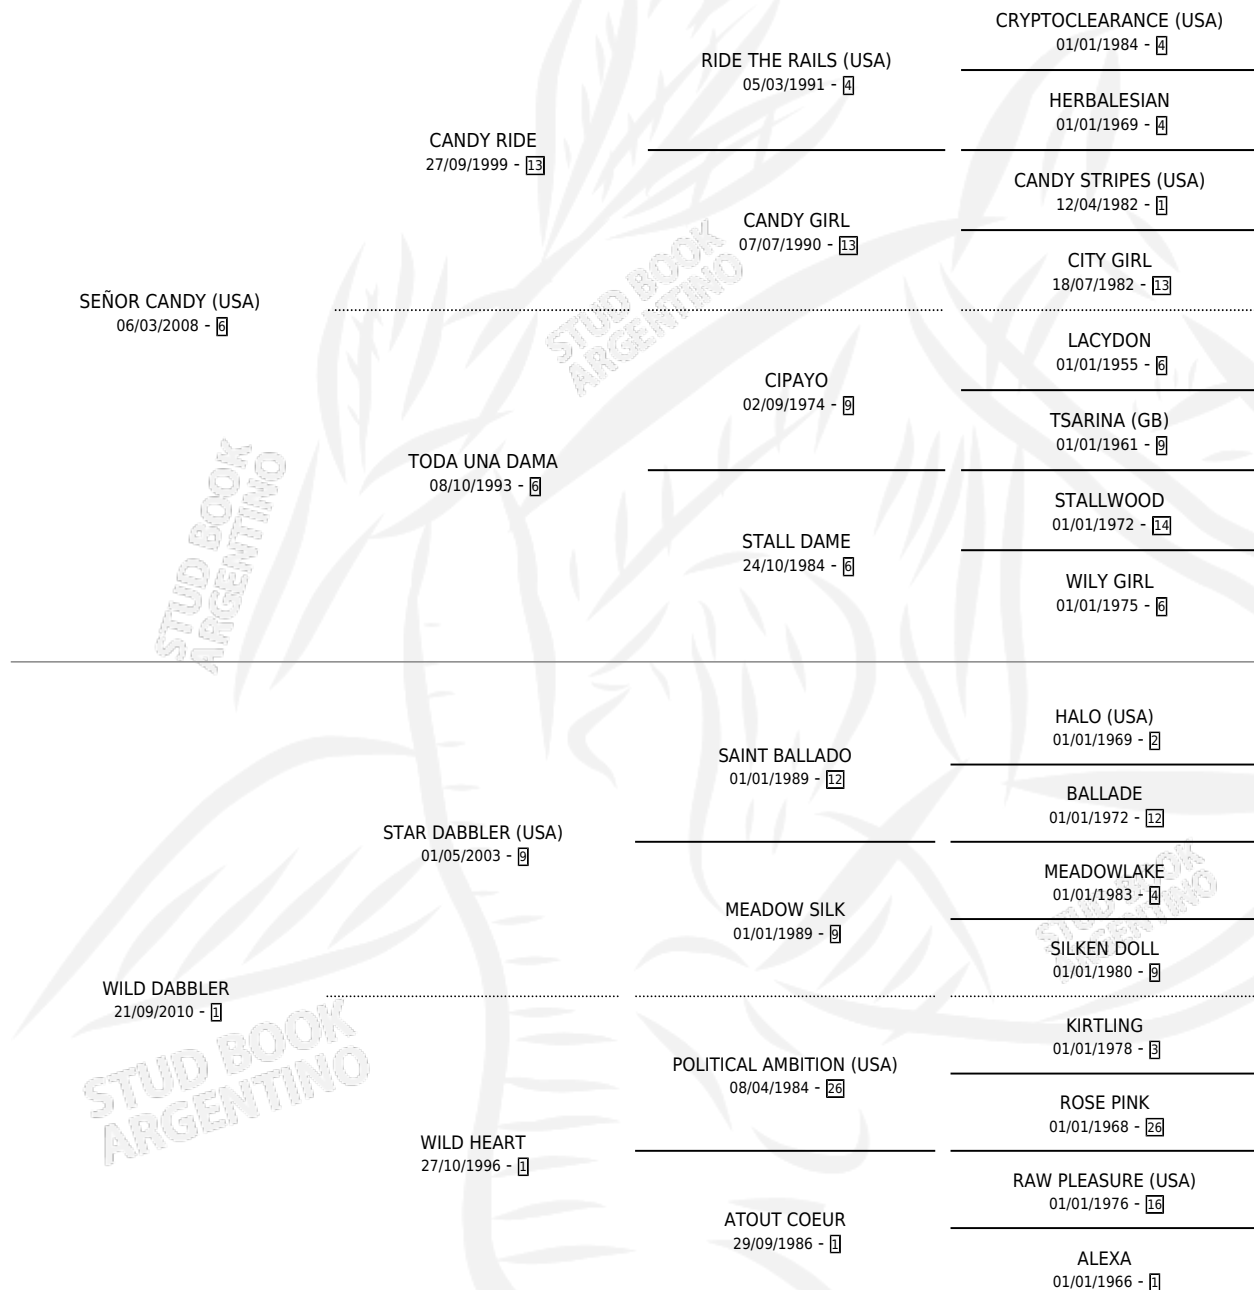 CRYPTOCLEARANCE (USA)
01/01/1984 - 4
RIDE THE RAILS (USA)
05/03/1991 - 4
HERBALESIAN
01/01/1969 - 4
CANDY RIDE
27/09/1999 - 13
CANDY STRIPES (USA)
12/04/1982 - 1
CANDY GIRL
07/07/1990 - 13
CITY GIRL
18/07/1982 - 13
SEÑOR CANDY (USA)
06/03/2008 - 6
LACYDON
01/01/1955 - 6
CIPAYO
02/09/1974 - 9
TSARINA (GB)
01/01/1961 - 9
TODA UNA DAMA
08/10/1993 - 6
STALLWOOD
01/01/1972 - 14
STALL DAME
24/10/1984 - 6
WILY GIRL
01/01/1975 - 6
HALO (USA)
01/01/1969 - 2
SAINT BALLADO
01/01/1989 - 12
BALLADE
01/01/1972 - 12
STAR DABBLER (USA)
01/05/2003 - 9
MEADOWLAKE
01/01/1983 - 4
MEADOW SILK
01/01/1989 - 9
SILKEN DOLL
01/01/1980 - 9
WILD DABBLER
21/09/2010 - 1
KIRTLING
01/01/1978 - 3
POLITICAL AMBITION (USA)
08/04/1984 - 26
ROSE PINK
01/01/1968 - 26
WILD HEART
27/10/1996 - 1
RAW PLEASURE (USA)
01/01/1976 - 16
ATOUT COEUR
29/09/1986 - 1
ALEXA
01/01/1966 - 1
STUD BOOK
ARGENTINO
STUD BOOK
ARGENTINO
STUD BOOK
ARGENTINO
STUD BOOK
ARGENTINO